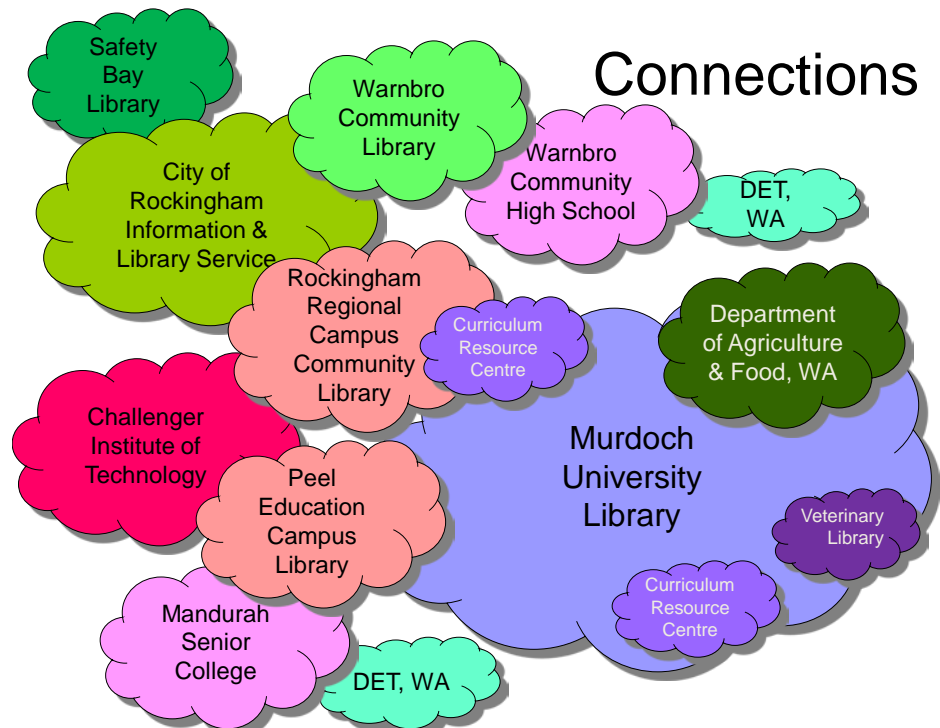 Connections
Safety
Bay
Library
Warnbro
Community
Library
Warnbro
Community
High School
DET,
WA
City of
Rockingham
Information &
Library Service
Rockingham
Regional
Campus
Community
Library
Curriculum
Resource
Centre
Department
of Agriculture
& Food, WA
Challenger
Institute of
Technology
Murdoch
University
Library
Peel
Education
Campus
Library
Veterinary
Library
Curriculum
Resource
Centre
Mandurah
Senior
College
DET, WA